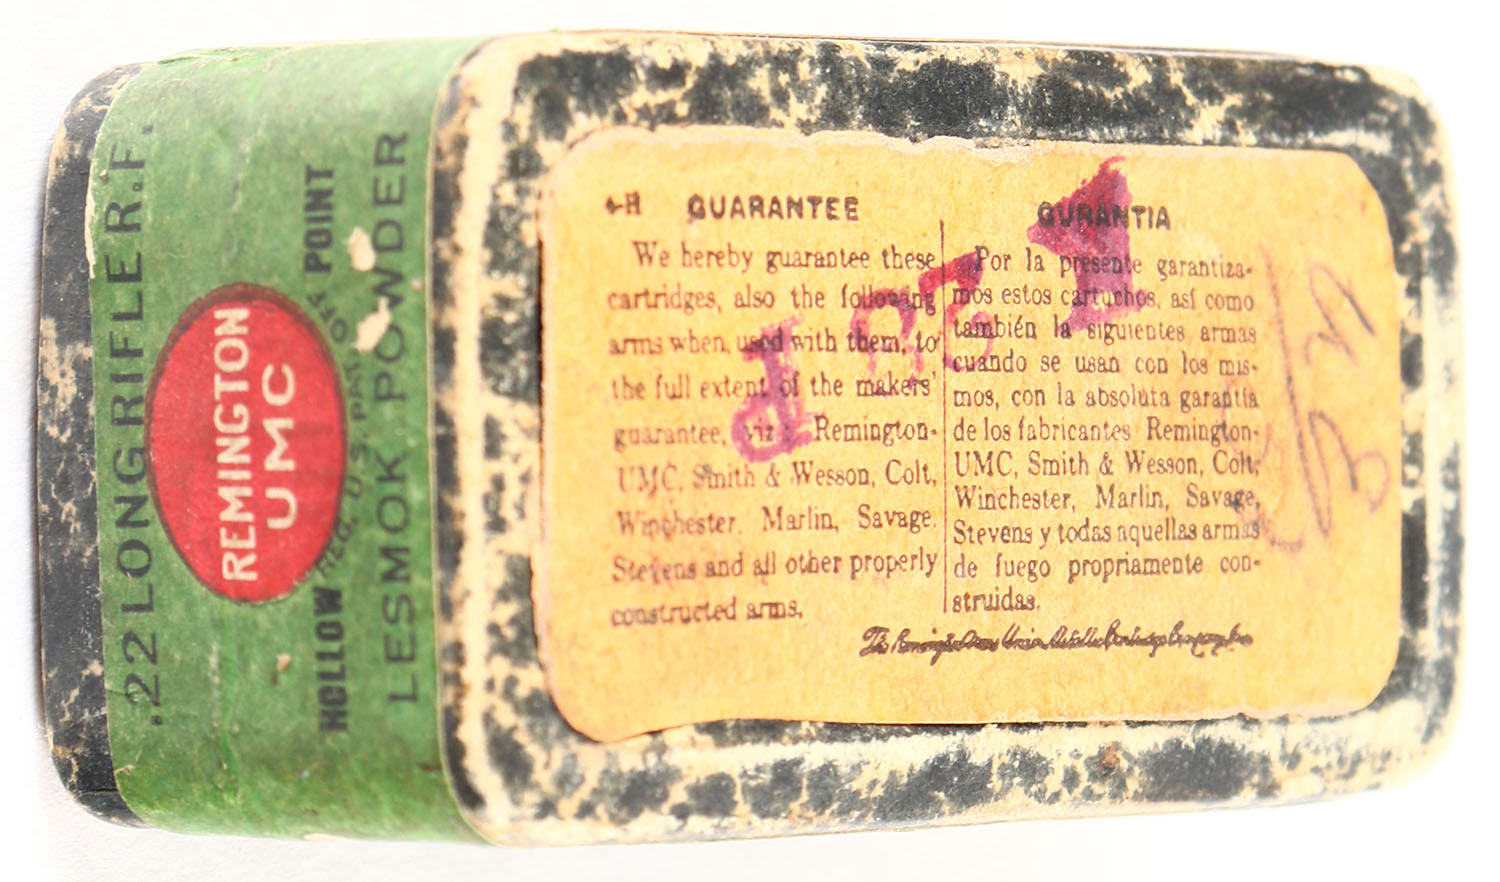 .22 LONG RIFLE R.F.
REMINGTON
UMC
REG. U.S. PAT. OFF.
HOLLOW POINT
LESMOK POWDER
GUARANTEE
We hereby guarantee these
cartridges, also the following
arms when used with them, to
the full extent of the makers'
guarantee, viz.: Remington-
UMC, Smith & Wesson, Colt,
Winchester, Marlin, Savage,
Stevens and all other properly
constructed arms.
GURANTIA
Por la presente garantiza-
mos estos cartuchos, así como
también la siguientes armas
cuando se usan con los mis-
mos, con la absoluta garantía
de los fabricantes Remington-
UMC, Smith & Wesson, Colt,
Winchester, Marlin, Savage,
Stevens y todas aquellas armas
de fuego propriamente con-
struidas.